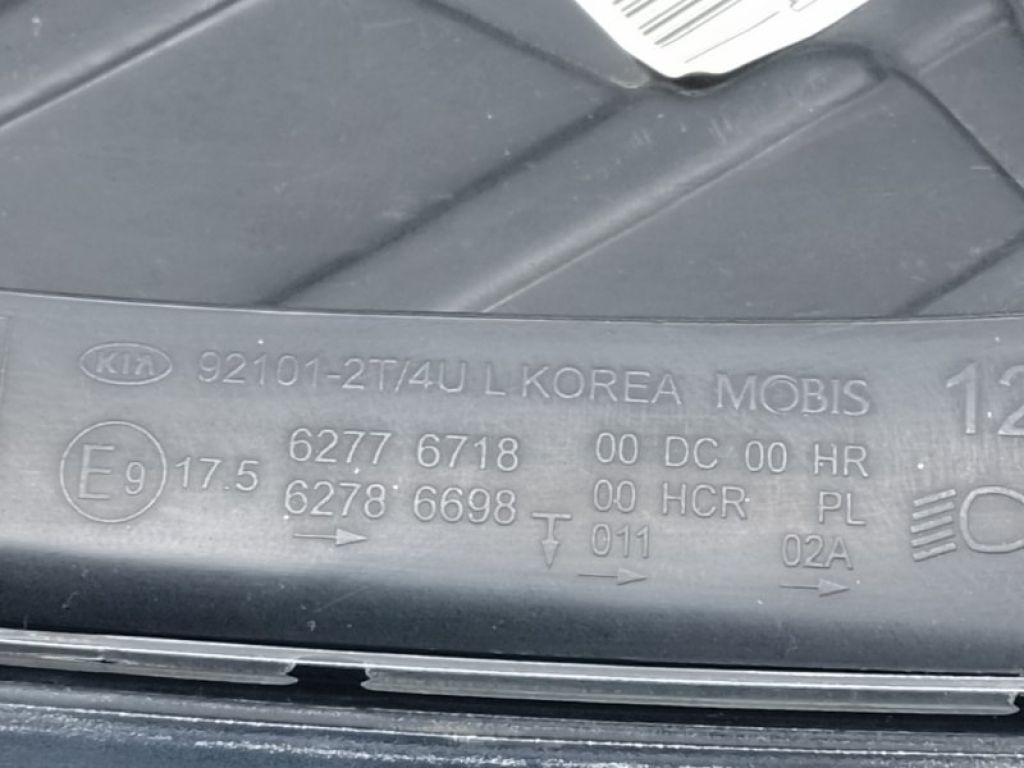 KIA 92101-2T/4U L KOREA MOBIS
12
E9 17.5 6277 6718 00 DC 00 HR
6278 6698 00 HCR PL
011 02A